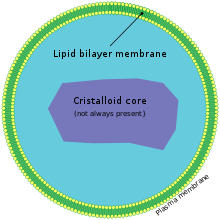 Lipid bilayer membrane
Cristalloid core
(not always present)
Plasma membrane